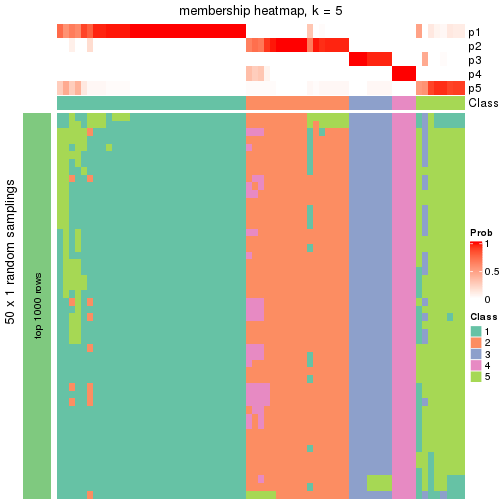 membership heatmap, k = 5
p1
p2
p3
p4
p5
Class
50 x 1 random samplings
top 1000 rows
Prob
1
0.5
0
Class
1
2
3
4
5